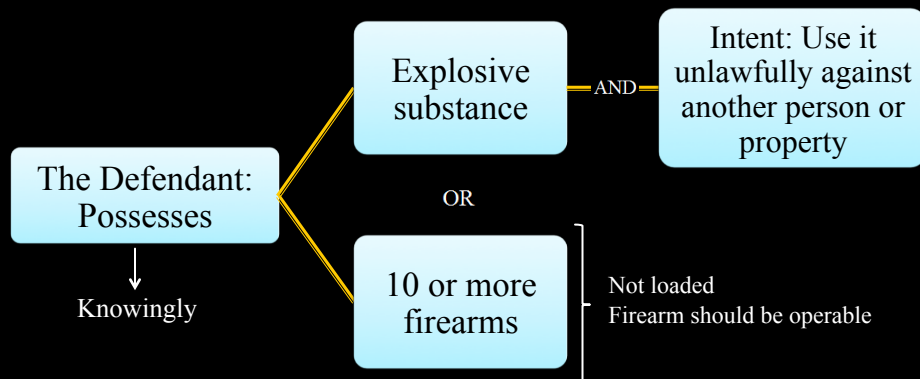 The Defendant:
Possesses
Knowingly
Explosive
substance
AND
Intent: Use it
unlawfully against
another person or
property
OR
10 or more
firearms
Not loaded
Firearm should be operable